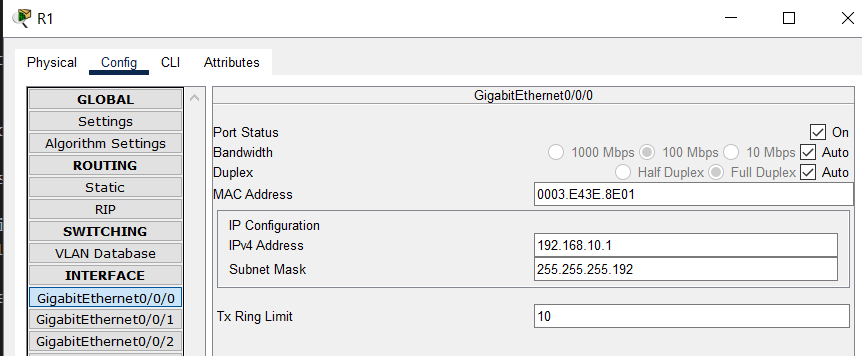 R1
Physical Config CLI Attributes
GLOBAL
Settings
Algorithm Settings
ROUTING
Static
RIP
SWITCHING
VLAN Database
INTERFACE
GigabitEthernet0/0/0
GigabitEthernet0/0/1
GigabitEthernet0/0/2
GigabitEthernet0/0/0
Port Status On
Bandwidth 1000 Mbps 100 Mbps 10 Mbps Auto
Duplex Half Duplex Full Duplex Auto
MAC Address 0003.E43E.8E01
IP Configuration
IPv4 Address 192.168.10.1
Subnet Mask 255.255.255.192
Tx Ring Limit 10